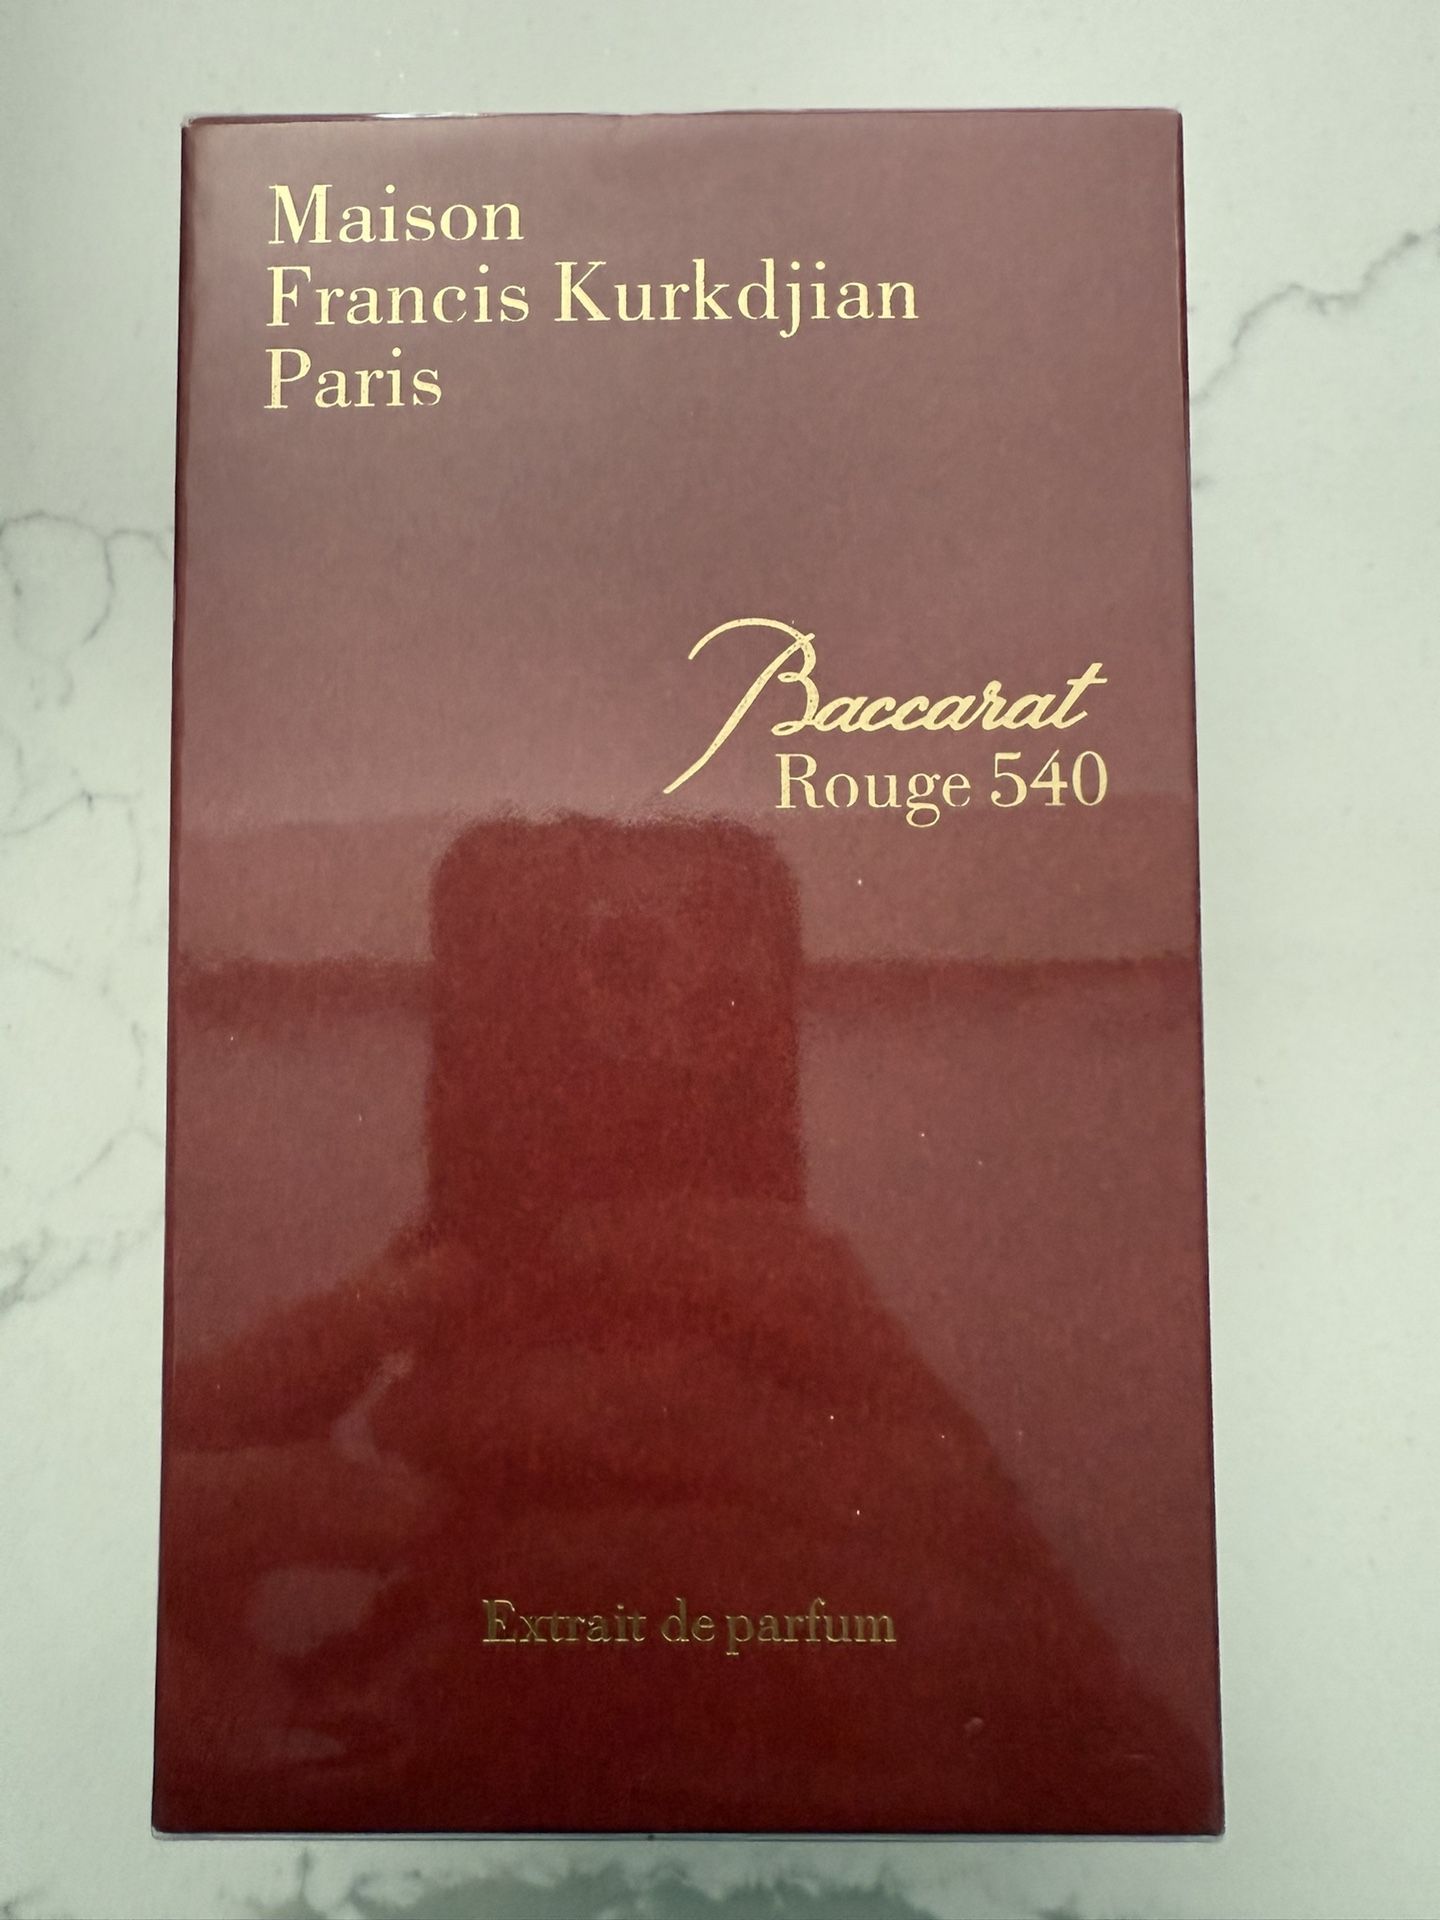 Maison
Francis Kurkdjian
Paris
Baccarat
Rouge 540
Extrait de parfum